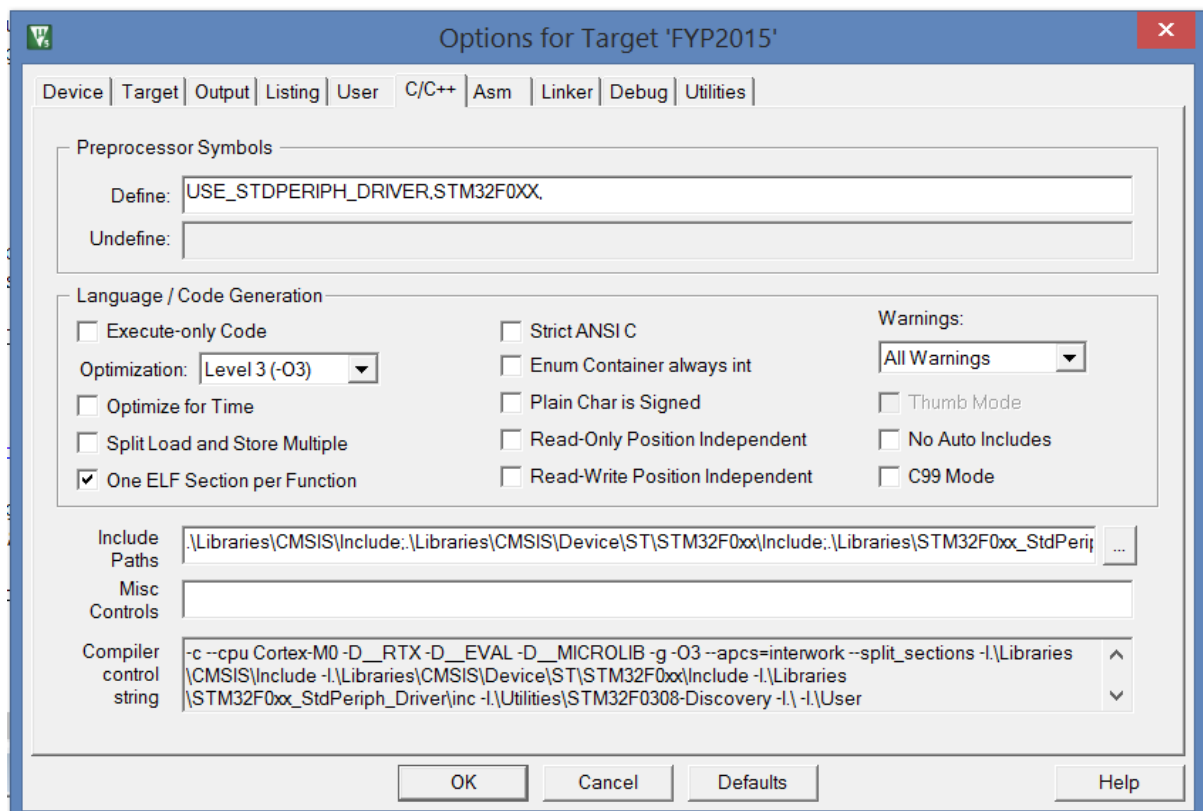 Options for Target 'FYP2015'
Device Target Output Listing User C/C++ Asm Linker Debug Utilities
Preprocessor Symbols
Define: USE_STDPERIPH_DRIVER,STM32F0XX,
Undefine:
Language / Code Generation
Execute-only Code
Optimization: Level 3 (-O3)
Optimize for Time
Split Load and Store Multiple
One ELF Section per Function
Strict ANSI C
Enum Container always int
Plain Char is Signed
Read-Only Position Independent
Read-Write Position Independent
Warnings:
All Warnings
Thumb Mode
No Auto Includes
C99 Mode
Include Paths
.\Libraries\CMSIS\Include;.\Libraries\CMSIS\Device\ST\STM32F0xx\Include;.\Libraries\STM32F0xx_StdPerip
...
Misc Controls
Compiler control string
-c --cpu Cortex-M0 -D__RTX -D__EVAL -D__MICROLIB -g -O3 --apcs=interwork --split_sections -I.\Libraries
\CMSIS\Include -I.\Libraries\CMSIS\Device\ST\STM32F0xx\Include -I.\Libraries
\STM32F0xx_StdPeriph_Driver\inc -I.\Utilities\STM32F0308-Discovery -I.\ -I.\User
OK Cancel Defaults Help